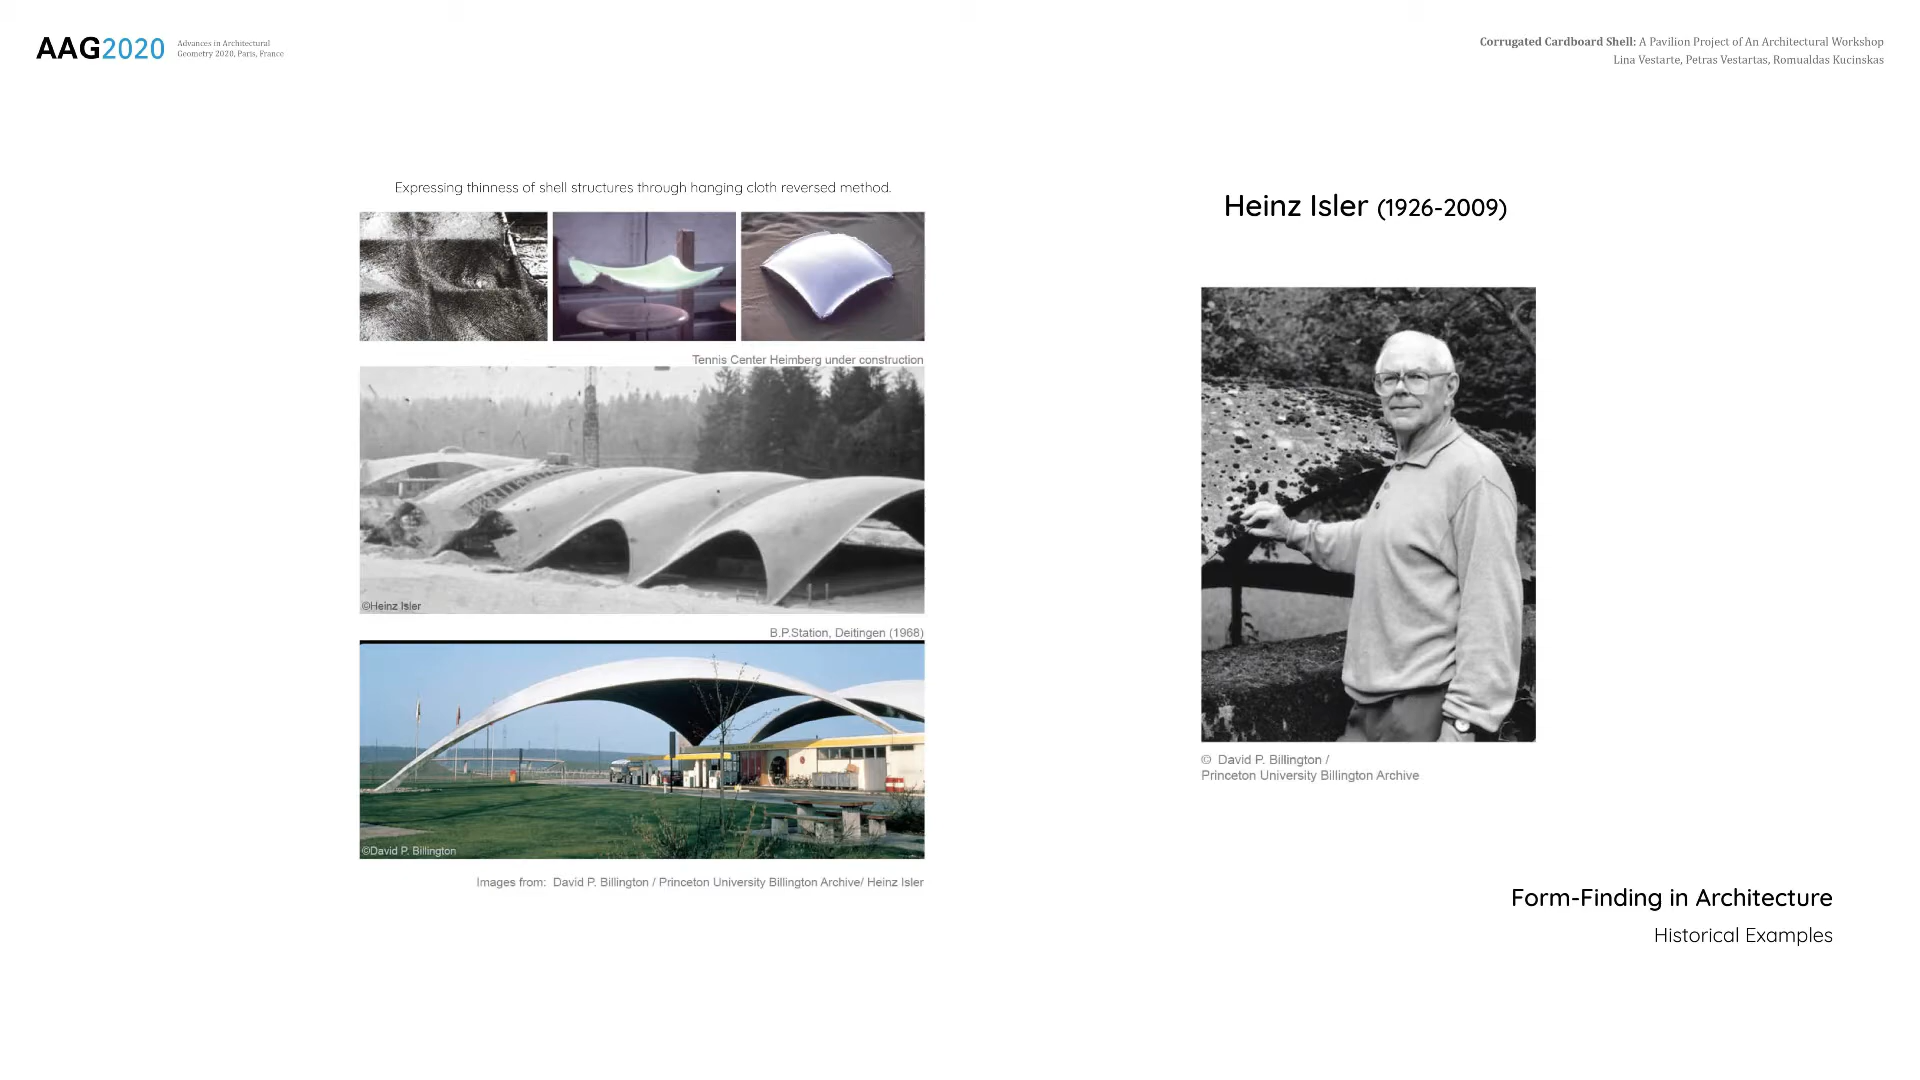 AAG2020
Advances in Architectural
Geometry 2020, Paris, France
Corrugated Cardboard Shell: A Pavilion Project of An Architectural Workshop
Lina Vestarte, Petras Vestartas, Romualdas Kucinskas
Expressing thinness of shell structures through hanging cloth reversed method.
Tennis Center Heimberg under construction
©Heinz Isler
B.P.Station, Deitingen (1968)
©David P. Billington
Images from: David P. Billington / Princeton University Billington Archive/ Heinz Isler
Heinz Isler (1926-2009)
© David P. Billington /
Princeton University Billington Archive
Form-Finding in Architecture
Historical Examples